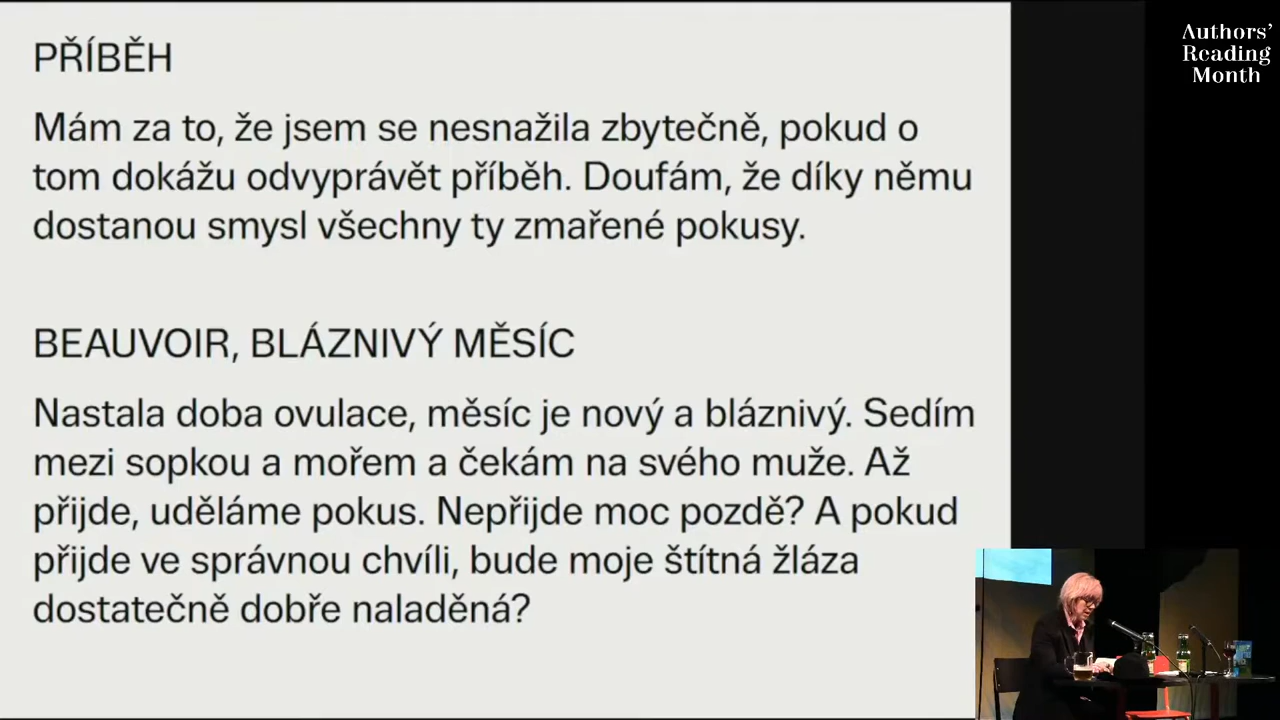 PŘÍBĚH
Mám za to, že jsem se nesnažila zbytečně, pokud o
tom dokážu odvyprávět příběh. Doufám, že díky němu
dostanou smysl všechny ty zmařené pokusy.
BEAUVOIR, BLÁZNIVÝ MĚSÍC
Nastala doba ovulace, měsíc je nový a bláznivý. Sedím
mezi sopkou a mořem a čekám na svého muže. Až
přijde, uděláme pokus. Nepřijde moc pozdě? A pokud
přijde ve správnou chvíli, bude moje štítná žláza
dostatečně dobře naladěná?
Authors'
Reading
Month